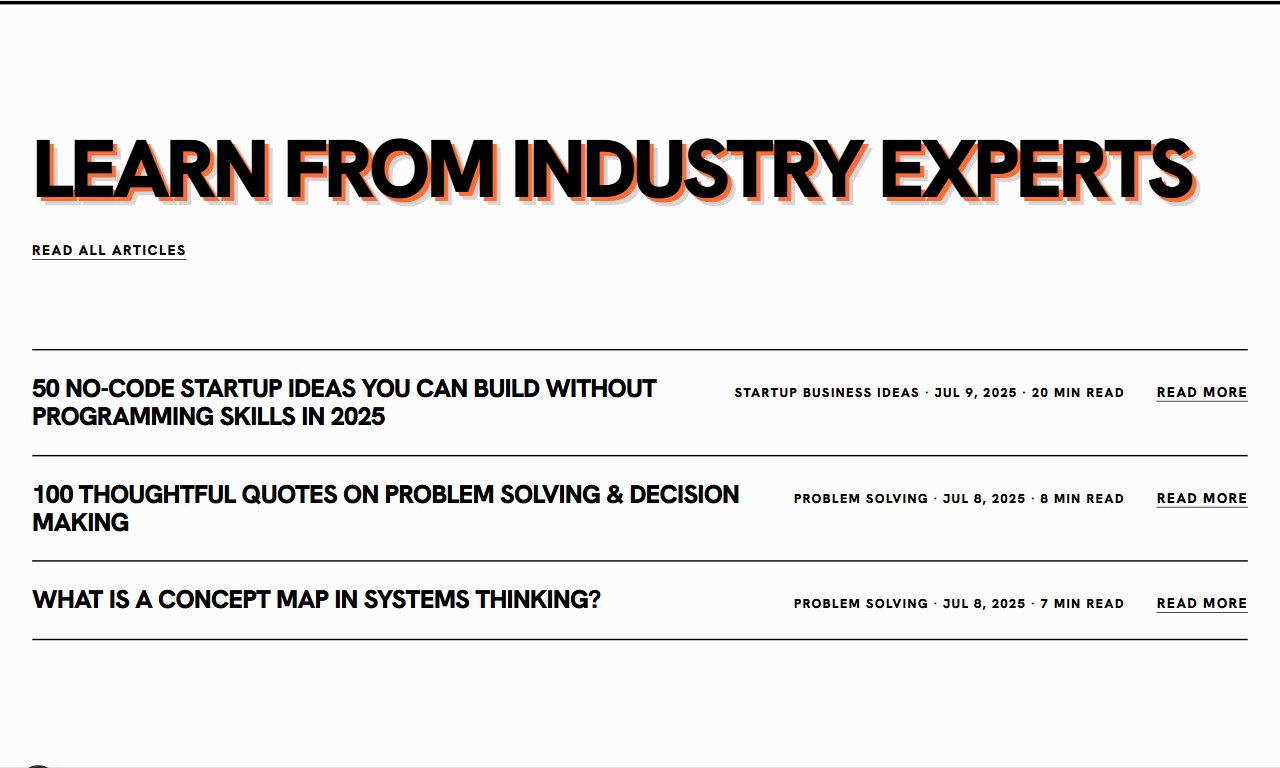 LEARN FROM INDUSTRY EXPERTS
READ ALL ARTICLES
50 NO-CODE STARTUP IDEAS YOU CAN BUILD WITHOUT
PROGRAMMING SKILLS IN 2025
STARTUP BUSINESS IDEAS · JUL 9, 2025 · 20 MIN READ
READ MORE
100 THOUGHTFUL QUOTES ON PROBLEM SOLVING & DECISION
MAKING
PROBLEM SOLVING · JUL 8, 2025 · 8 MIN READ
READ MORE
WHAT IS A CONCEPT MAP IN SYSTEMS THINKING?
PROBLEM SOLVING · JUL 8, 2025 · 7 MIN READ
READ MORE